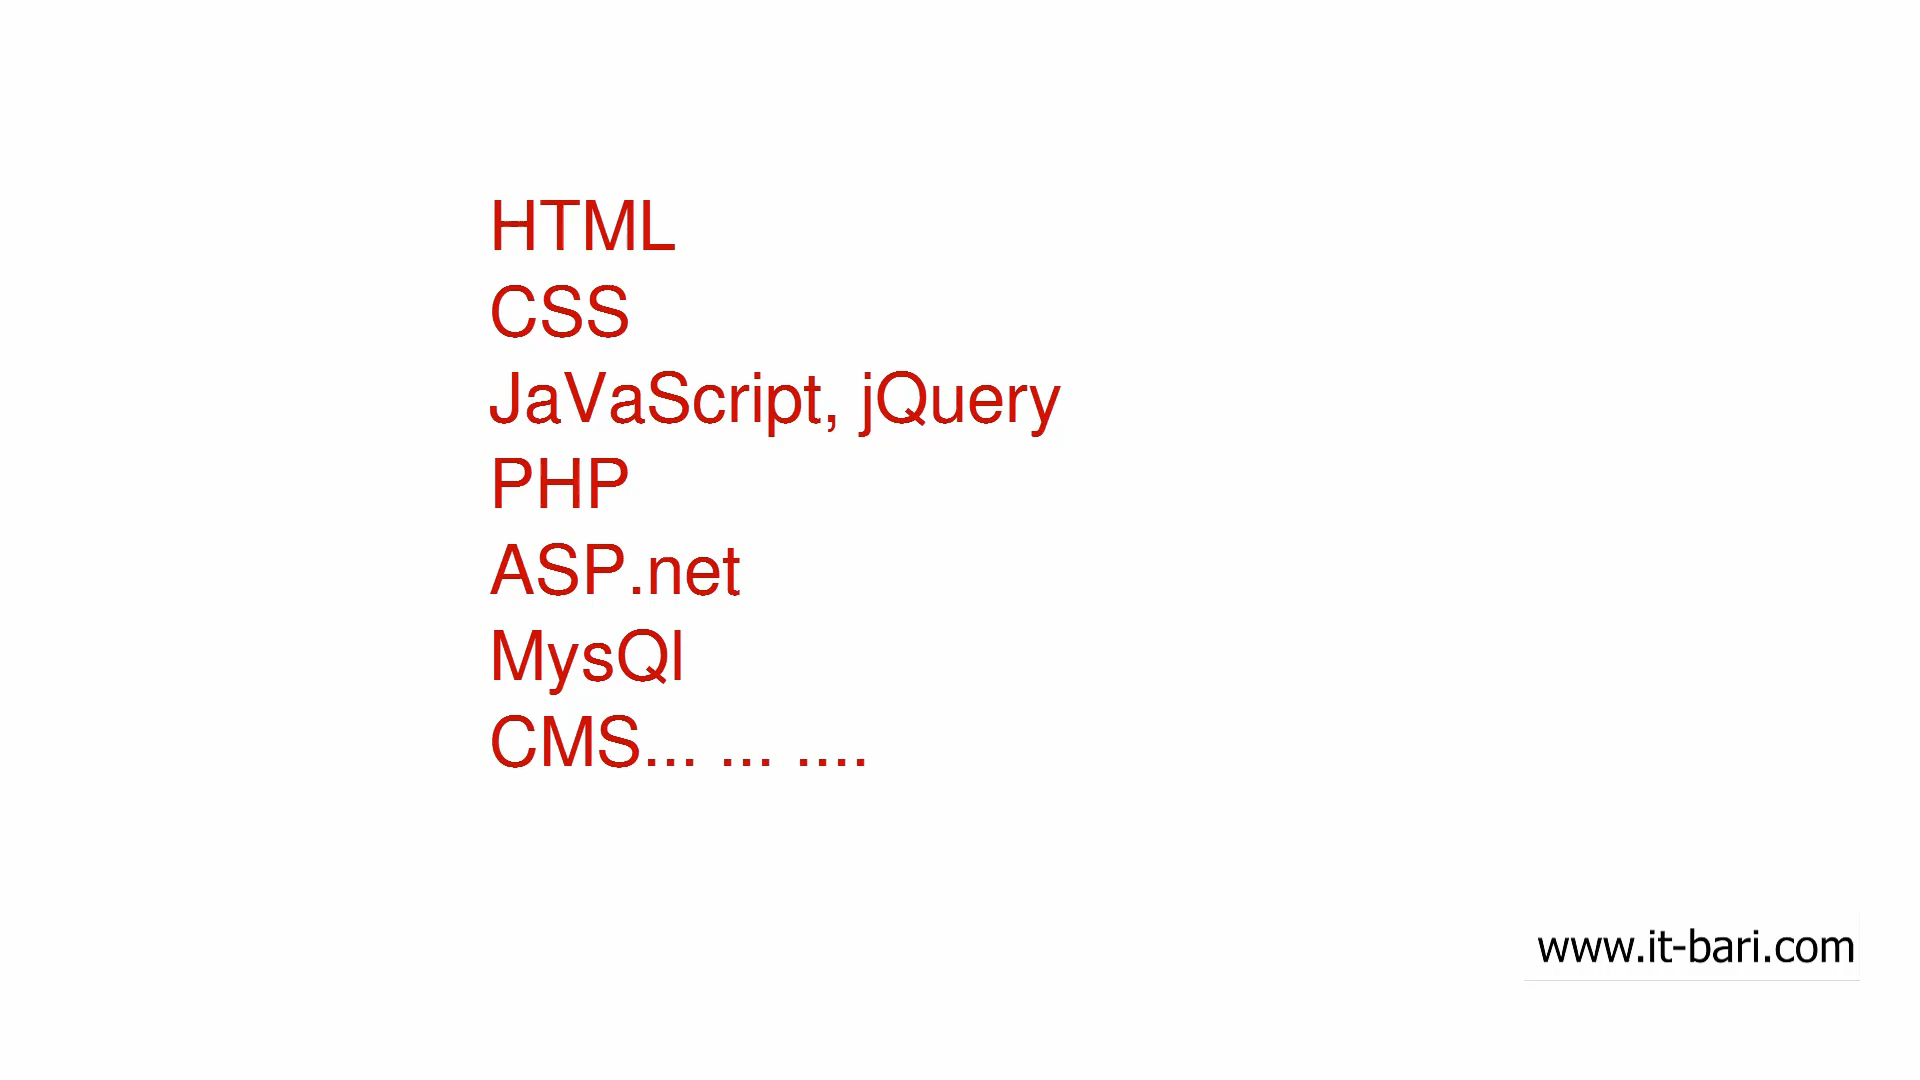 HTML
CSS
JaVaScript, jQuery
PHP
ASP.net
MysQl
CMS... ... ....
www.it-bari.com